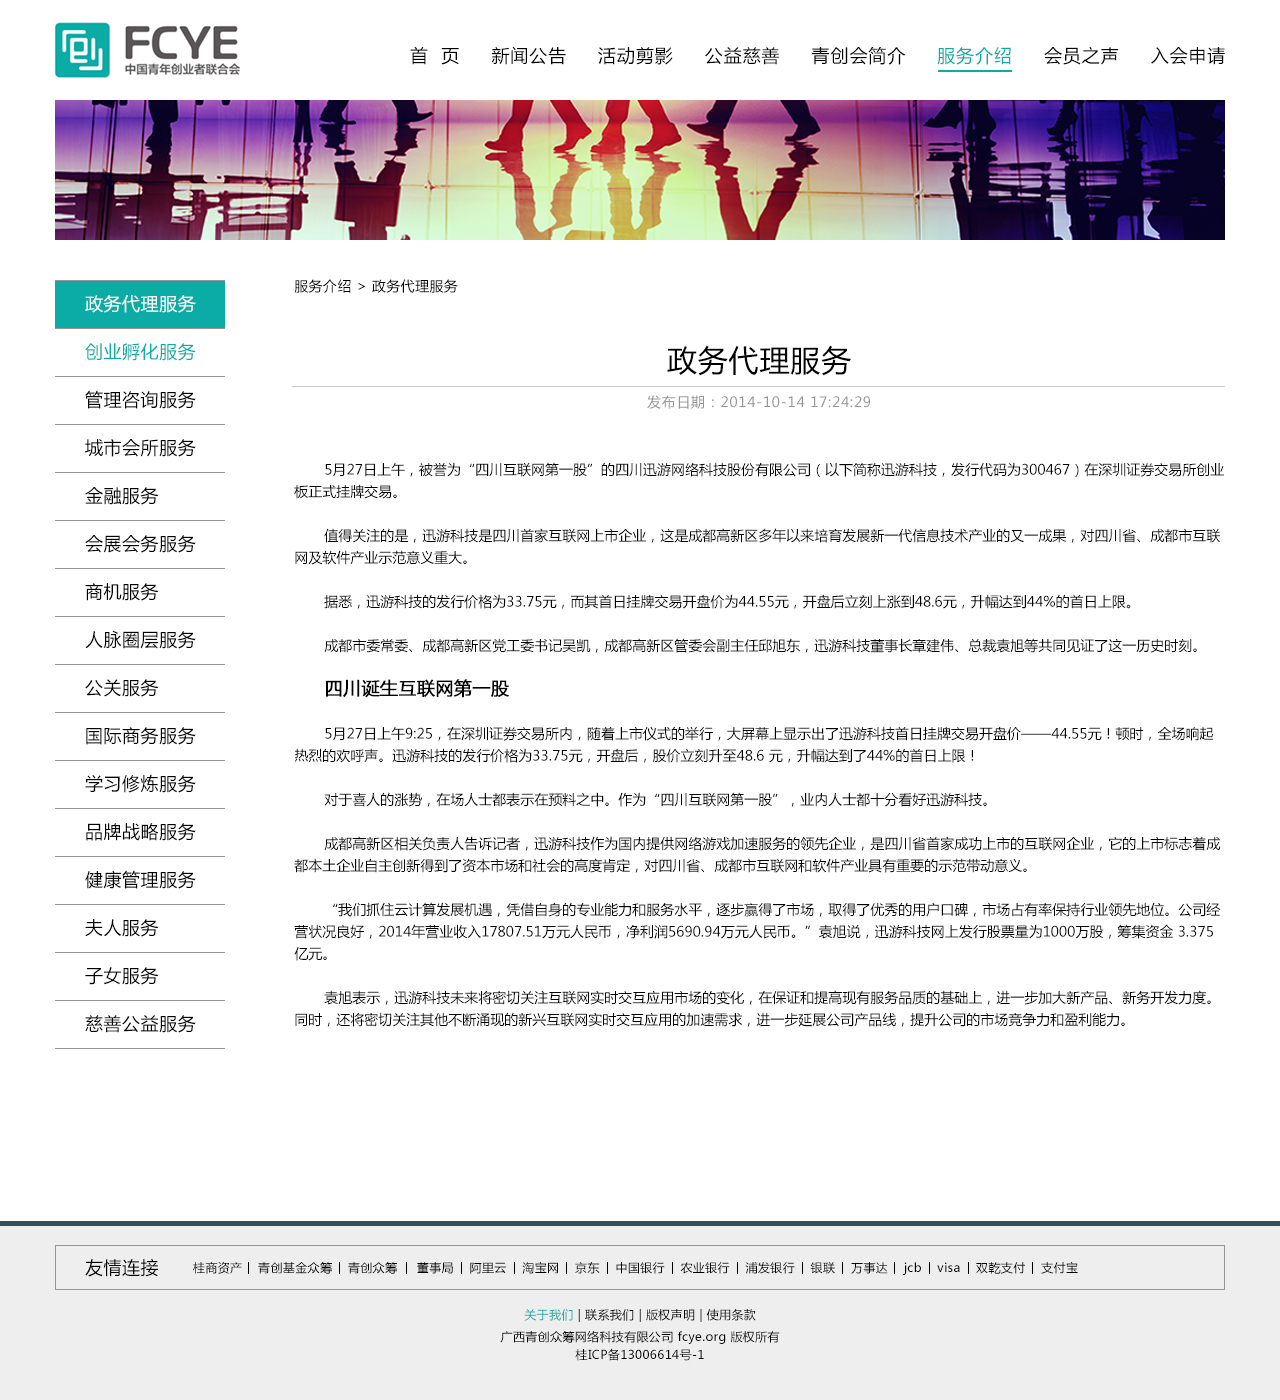 FCYE
中国青年创业者联合会
首 页 新闻公告 活动剪影 公益慈善 青创会简介 服务介绍 会员之声 入会申请
政务代理服务
创业孵化服务
管理咨询服务
城市会所服务
金融服务
会展会务服务
商机服务
人脉圈层服务
公关服务
国际商务服务
学习修炼服务
品牌战略服务
健康管理服务
夫人服务
子女服务
慈善公益服务
服务介绍 > 政务代理服务
政务代理服务
发布日期：2014-10-14 17:24:29
5月27日上午，被誉为“四川互联网第一股”的四川迅游网络科技股份有限公司（以下简称迅游科技，发行代码为300467）在深圳证券交易所创业
板正式挂牌交易。
值得关注的是，迅游科技是四川首家互联网上市企业，这是成都高新区多年以来培育发展新一代信息技术产业的又一成果，对四川省、成都市互联
网及软件产业示范意义重大。
据悉，迅游科技的发行价格为33.75元，而其首日挂牌交易开盘价为44.55元，开盘后立刻上涨到48.6元，升幅达到44%的首日上限。
成都市委常委、成都高新区党工委书记吴凯，成都高新区管委会副主任邱旭东，迅游科技董事长章建伟、总裁袁旭等共同见证了这一历史时刻。
四川诞生互联网第一股
5月27日上午9:25，在深圳证券交易所内，随着上市仪式的举行，大屏幕上显示出了迅游科技首日挂牌交易开盘价——44.55元！顿时，全场响起
热烈的欢呼声。迅游科技的发行价格为33.75元，开盘后，股价立刻升至48.6 元，升幅达到了44%的首日上限！
对于喜人的涨势，在场人士都表示在预料之中。作为“四川互联网第一股”，业内人士都十分看好迅游科技。
成都高新区相关负责人告诉记者，迅游科技作为国内提供网络游戏加速服务的领先企业，是四川省首家成功上市的互联网企业，它的上市标志着成
都本土企业自主创新得到了资本市场和社会的高度肯定，对四川省、成都市互联网和软件产业具有重要的示范带动意义。
“我们抓住云计算发展机遇，凭借自身的专业能力和服务水平，逐步赢得了市场，取得了优秀的用户口碑，市场占有率保持行业领先地位。公司经
营状况良好，2014年营业收入17807.51万元人民币，净利润5690.94万元人民币。”袁旭说，迅游科技网上发行股票量为1000万股，筹集资金 3.375
亿元。
袁旭表示，迅游科技未来将密切关注互联网实时交互应用市场的变化，在保证和提高现有服务品质的基础上，进一步加大新产品、新务开发力度。
同时，还将密切关注其他不断涌现的新兴互联网实时交互应用的加速需求，进一步延展公司产品线，提升公司的市场竞争力和盈利能力。
友情连接 桂商资产 | 青创基金众筹 | 青创众筹 | 董事局 | 阿里云 | 淘宝网 | 京东 | 中国银行 | 农业银行 | 浦发银行 | 银联 | 万事达 | jcb | visa | 双乾支付 | 支付宝
关于我们 | 联系我们 | 版权声明 | 使用条款
广西青创众筹网络科技有限公司 fcye.org 版权所有
桂ICP备13006614号-1